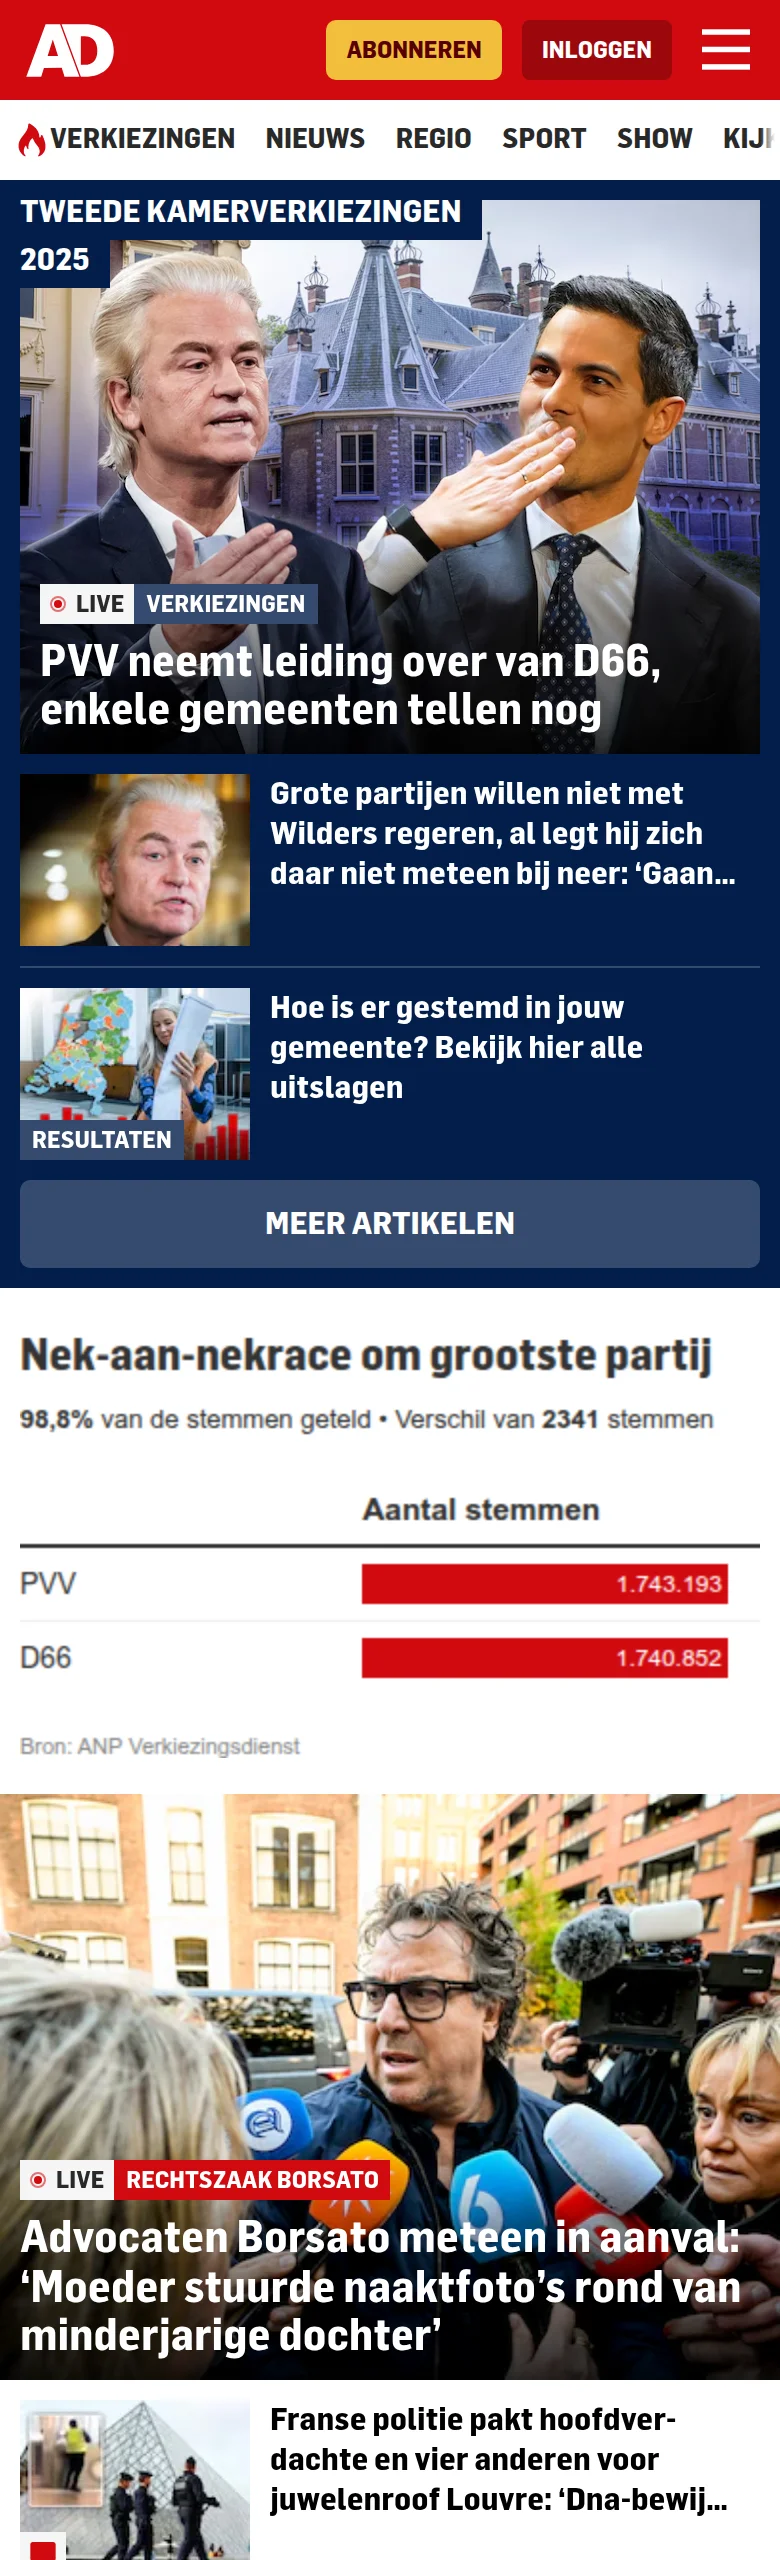 AD
ABONNEREN
INLOGGEN
VERKIEZINGEN NIEUWS REGIO SPORT SHOW
TWEEDE KAMERVERKIEZINGEN
2025
LIVE VERKIEZINGEN
PVV neemt leiding over van D66,
enkele gemeenten tellen nog
Grote partijen willen niet met
Wilders regeren, al legt hij zich
daar niet meteen bij neer: ‘Gaan...
Hoe is er gestemd in jouw
gemeente? Bekijk hier alle
uitslagen
RESULTATEN
MEER ARTIKELEN
Nek-aan-nekrace om grootste partij
98,8% van de stemmen geteld • Verschil van 2341 stemmen
Aantal stemmen
PVV 1.743.193
D66 1.740.852
Bron: ANP Verkiezingsdienst
6
LIVE RECHTSZAAK BORSATO
Advocaten Borsato meteen in aanval:
‘Moeder stuurde naaktfoto’s rond van
minderjarige dochter’
Franse politie pakt hoofdver-
dachte en vier anderen voor
juwelenroof Louvre: ‘Dna-bewij...